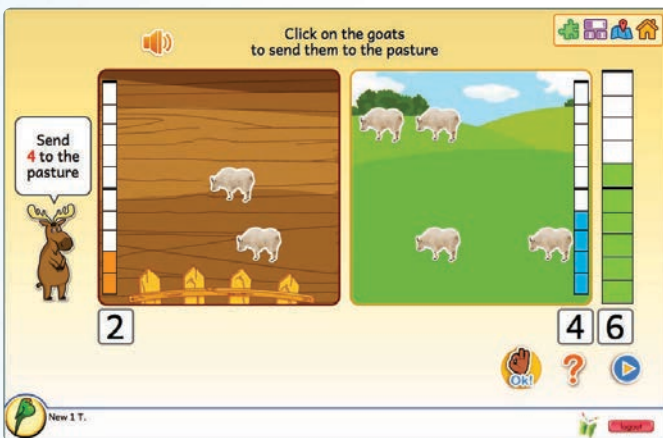 Click on the goats
to send them to the pasture
Send
4 to the
pasture
2
4
6
Ok!
?
New 1 T.
logout